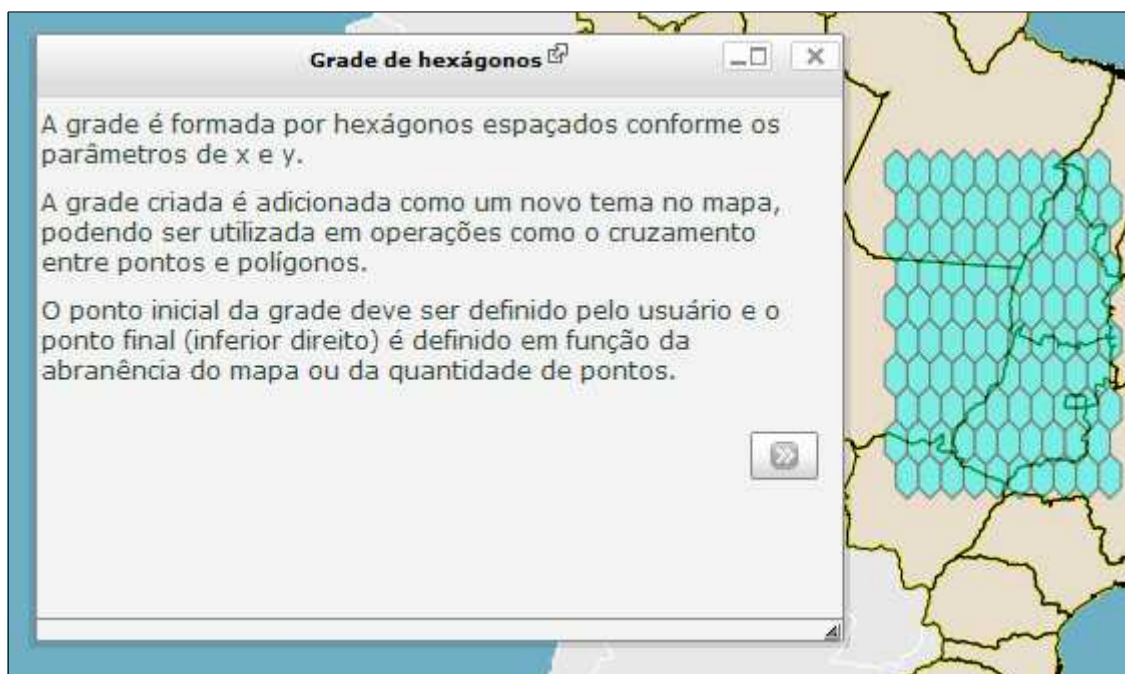 Grade de hexágonos
A grade é formada por hexágonos espaçados conforme os
parâmetros de x e y.
A grade criada é adicionada como um novo tema no mapa,
podendo ser utilizada em operações como o cruzamento
entre pontos e polígonos.
O ponto inicial da grade deve ser definido pelo usuário e o
ponto final (inferior direito) é definido em função da
abranência do mapa ou da quantidade de pontos.